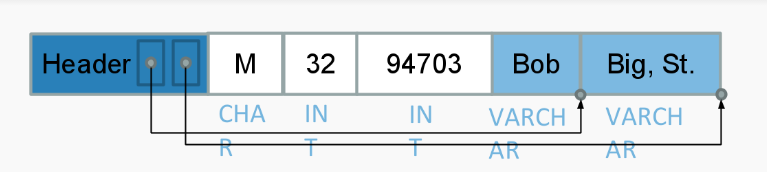 Header M 32 94703 Bob Big, St.
CHA IN IN VARCH VARCH
R T T AR AR